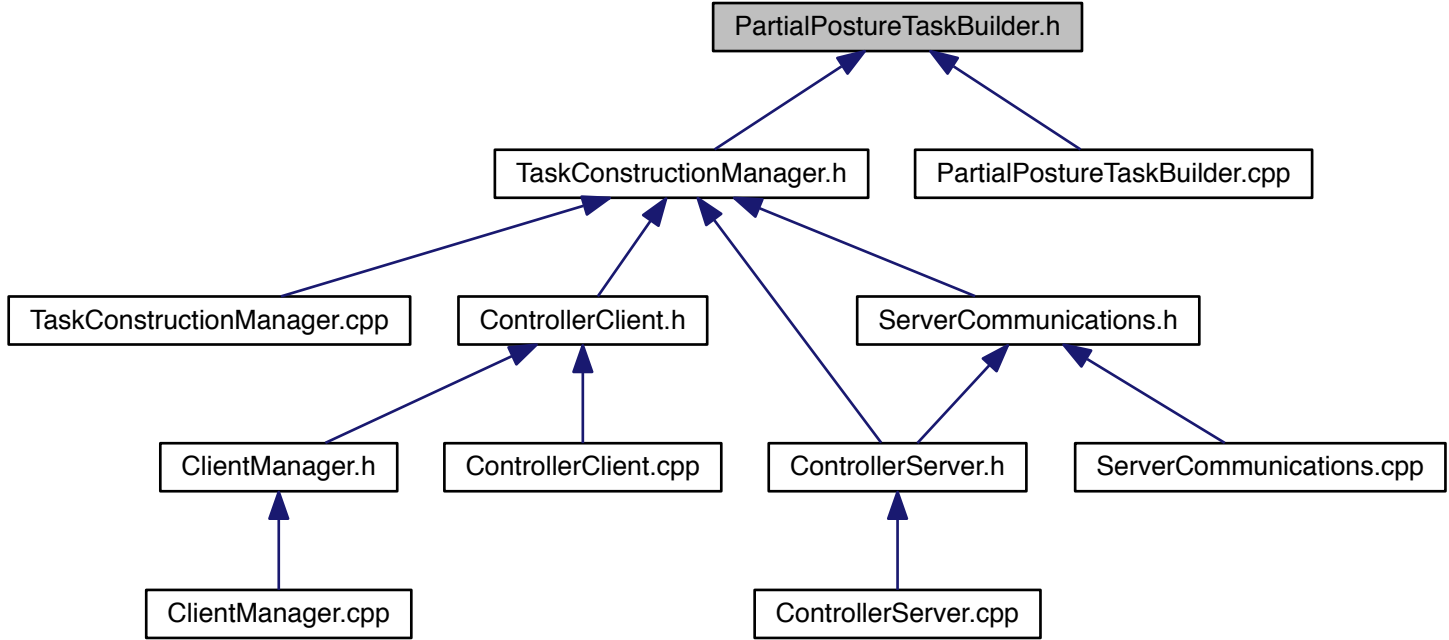 PartialPostureTaskBuilder.h
TaskConstructionManager.h
PartialPostureTaskBuilder.cpp
TaskConstructionManager.cpp
ControllerClient.h
ServerCommunications.h
ClientManager.h
ControllerClient.cpp
ControllerServer.h
ServerCommunications.cpp
ClientManager.cpp
ControllerServer.cpp